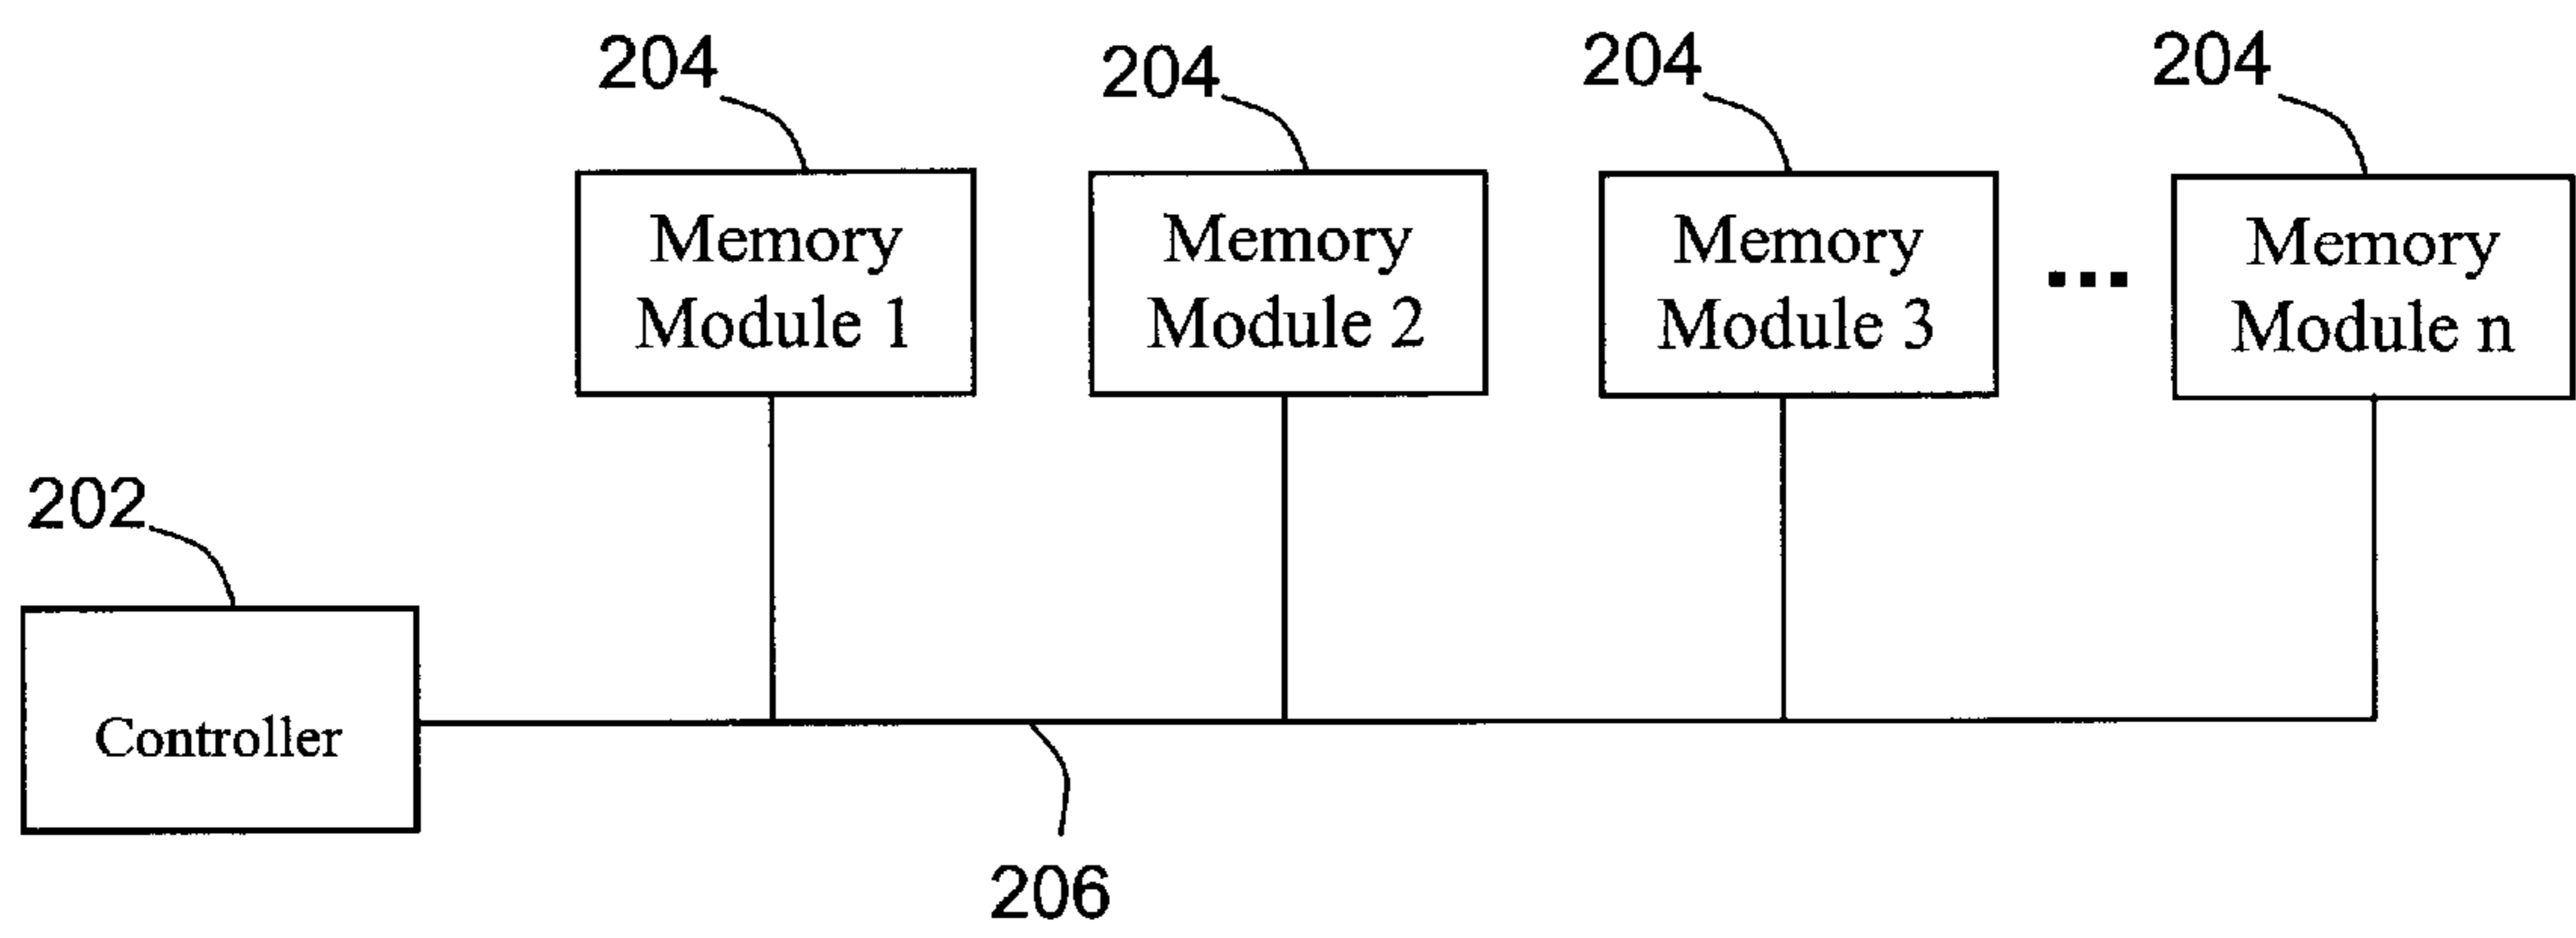 204 204 204 204
Memory Memory Memory Memory
Module 1 Module 2 Module 3 ... Module n
202
Controller
206